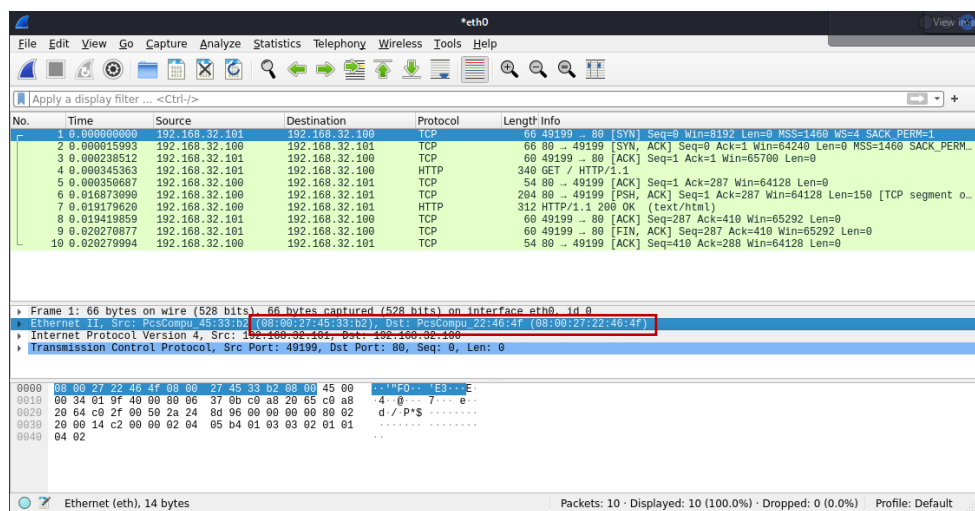 *eth0
View
File Edit View Go Capture Analyze Statistics Telephony Wireless Tools Help
Apply a display filter ... <Ctrl-/>
No. Time Source Destination Protocol Length Info
1 0.000000000 192.168.32.101 192.168.32.100 TCP 66 49199 → 80 [SYN] Seq=0 Win=8192 Len=0 MSS=1460 WS=4 SACK_PERM=1
2 0.000015993 192.168.32.100 192.168.32.101 TCP 66 80 → 49199 [SYN, ACK] Seq=0 Ack=1 Win=64240 Len=0 MSS=1460 SACK_PERM…
3 0.000238512 192.168.32.101 192.168.32.100 TCP 60 49199 → 80 [ACK] Seq=1 Ack=1 Win=65700 Len=0
4 0.000345363 192.168.32.101 192.168.32.100 HTTP 340 GET / HTTP/1.1
5 0.000350687 192.168.32.100 192.168.32.101 TCP 54 80 → 49199 [ACK] Seq=1 Ack=287 Win=64128 Len=0
6 0.016873090 192.168.32.100 192.168.32.101 TCP 204 80 → 49199 [PSH, ACK] Seq=1 Ack=287 Win=64128 Len=150 [TCP segment o…
7 0.019179620 192.168.32.100 192.168.32.101 HTTP 312 HTTP/1.1 200 OK (text/html)
8 0.019419859 192.168.32.101 192.168.32.100 TCP 60 49199 → 80 [ACK] Seq=287 Ack=410 Win=65292 Len=0
9 0.020270877 192.168.32.101 192.168.32.100 TCP 60 49199 → 80 [FIN, ACK] Seq=287 Ack=410 Win=65292 Len=0
10 0.020279994 192.168.32.100 192.168.32.101 TCP 54 80 → 49199 [ACK] Seq=410 Ack=288 Win=64128 Len=0
Frame 1: 66 bytes on wire (528 bits), 66 bytes captured (528 bits) on interface eth0, id 0
Ethernet II, Src: PcsCompu_45:33:b2 (08:00:27:45:33:b2), Dst: PcsCompu_22:46:4f (08:00:27:22:46:4f)
Internet Protocol Version 4, Src: 192.168.32.101, Dst: 192.168.32.100
Transmission Control Protocol, Src Port: 49199, Dst Port: 80, Seq: 0, Len: 0
0000 08 00 27 22 46 4f 08 00 27 45 33 b2 08 00 45 00 ··'"FO·· 'E3···E·
0010 00 34 01 9f 40 00 80 06 37 0b c0 a8 20 65 c0 a8 ·4··@··· 7··· e··
0020 20 64 c0 2f 00 50 2a 24 8d 96 00 00 00 00 80 02 d·/·P*$ ········
0030 20 00 14 c2 00 00 02 04 05 b4 01 03 03 02 01 01 ······· ········
0040 04 02 ··
Ethernet (eth), 14 bytes
Packets: 10 · Displayed: 10 (100.0%) · Dropped: 0 (0.0%)
Profile: Default